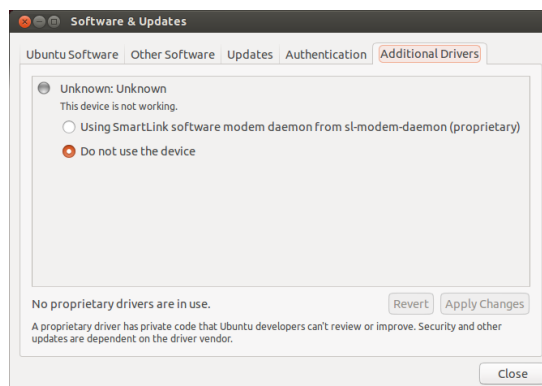 Software & Updates
Ubuntu Software Other Software Updates Authentication Additional Drivers
Unknown: Unknown
This device is not working.
Using SmartLink software modem daemon from sl-modem-daemon (proprietary)
Do not use the device
No proprietary drivers are in use. Revert Apply Changes
A proprietary driver has private code that Ubuntu developers can't review or improve. Security and other
updates are dependent on the driver vendor.
Close